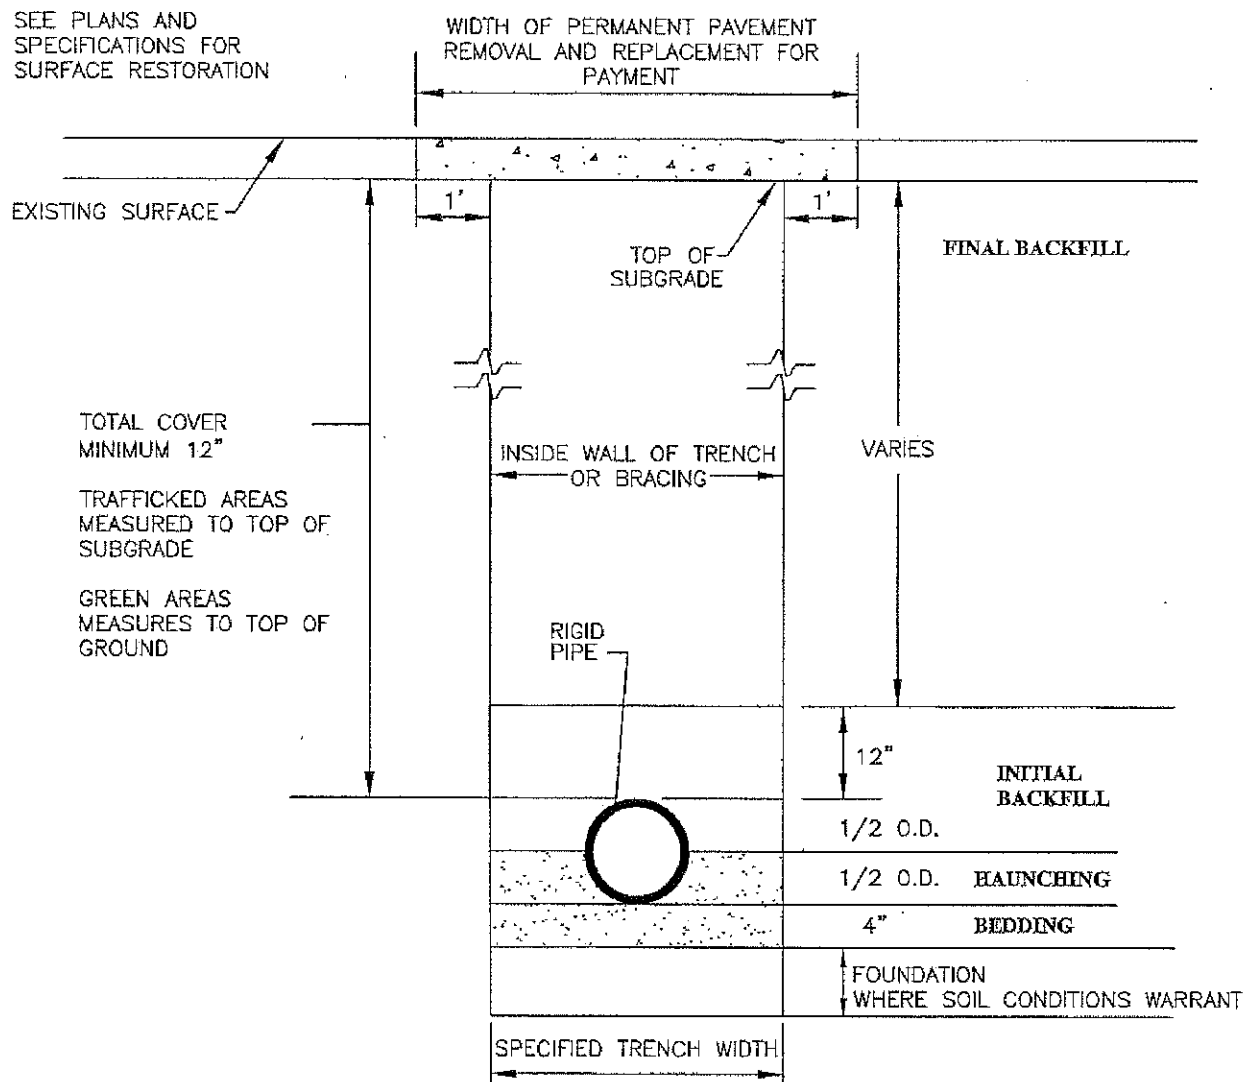 SEE PLANS AND
SPECIFICATIONS FOR
SURFACE RESTORATION
WIDTH OF PERMANENT PAVEMENT
REMOVAL AND REPLACEMENT FOR
PAYMENT
EXISTING SURFACE
1'
1'
TOP OF
SUBGRADE
FINAL BACKFILL
TOTAL COVER
MINIMUM 12"
TRAFFICKED AREAS
MEASURED TO TOP OF
SUBGRADE
GREEN AREAS
MEASURES TO TOP OF
GROUND
INSIDE WALL OF TRENCH
OR BRACING
VARIES
RIGID
PIPE
12"
INITIAL
BACKFILL
1/2 O.D.
1/2 O.D. HAUNCHING
4" BEDDING
FOUNDATION
WHERE SOIL CONDITIONS WARRANT
SPECIFIED TRENCH WIDTH